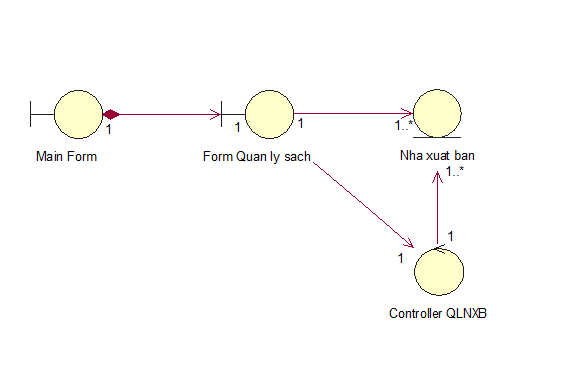 1
1
1
1..*
Main Form
Form Quan ly sach
Nha xuat ban
1..*
1
1
Controller QLNXB